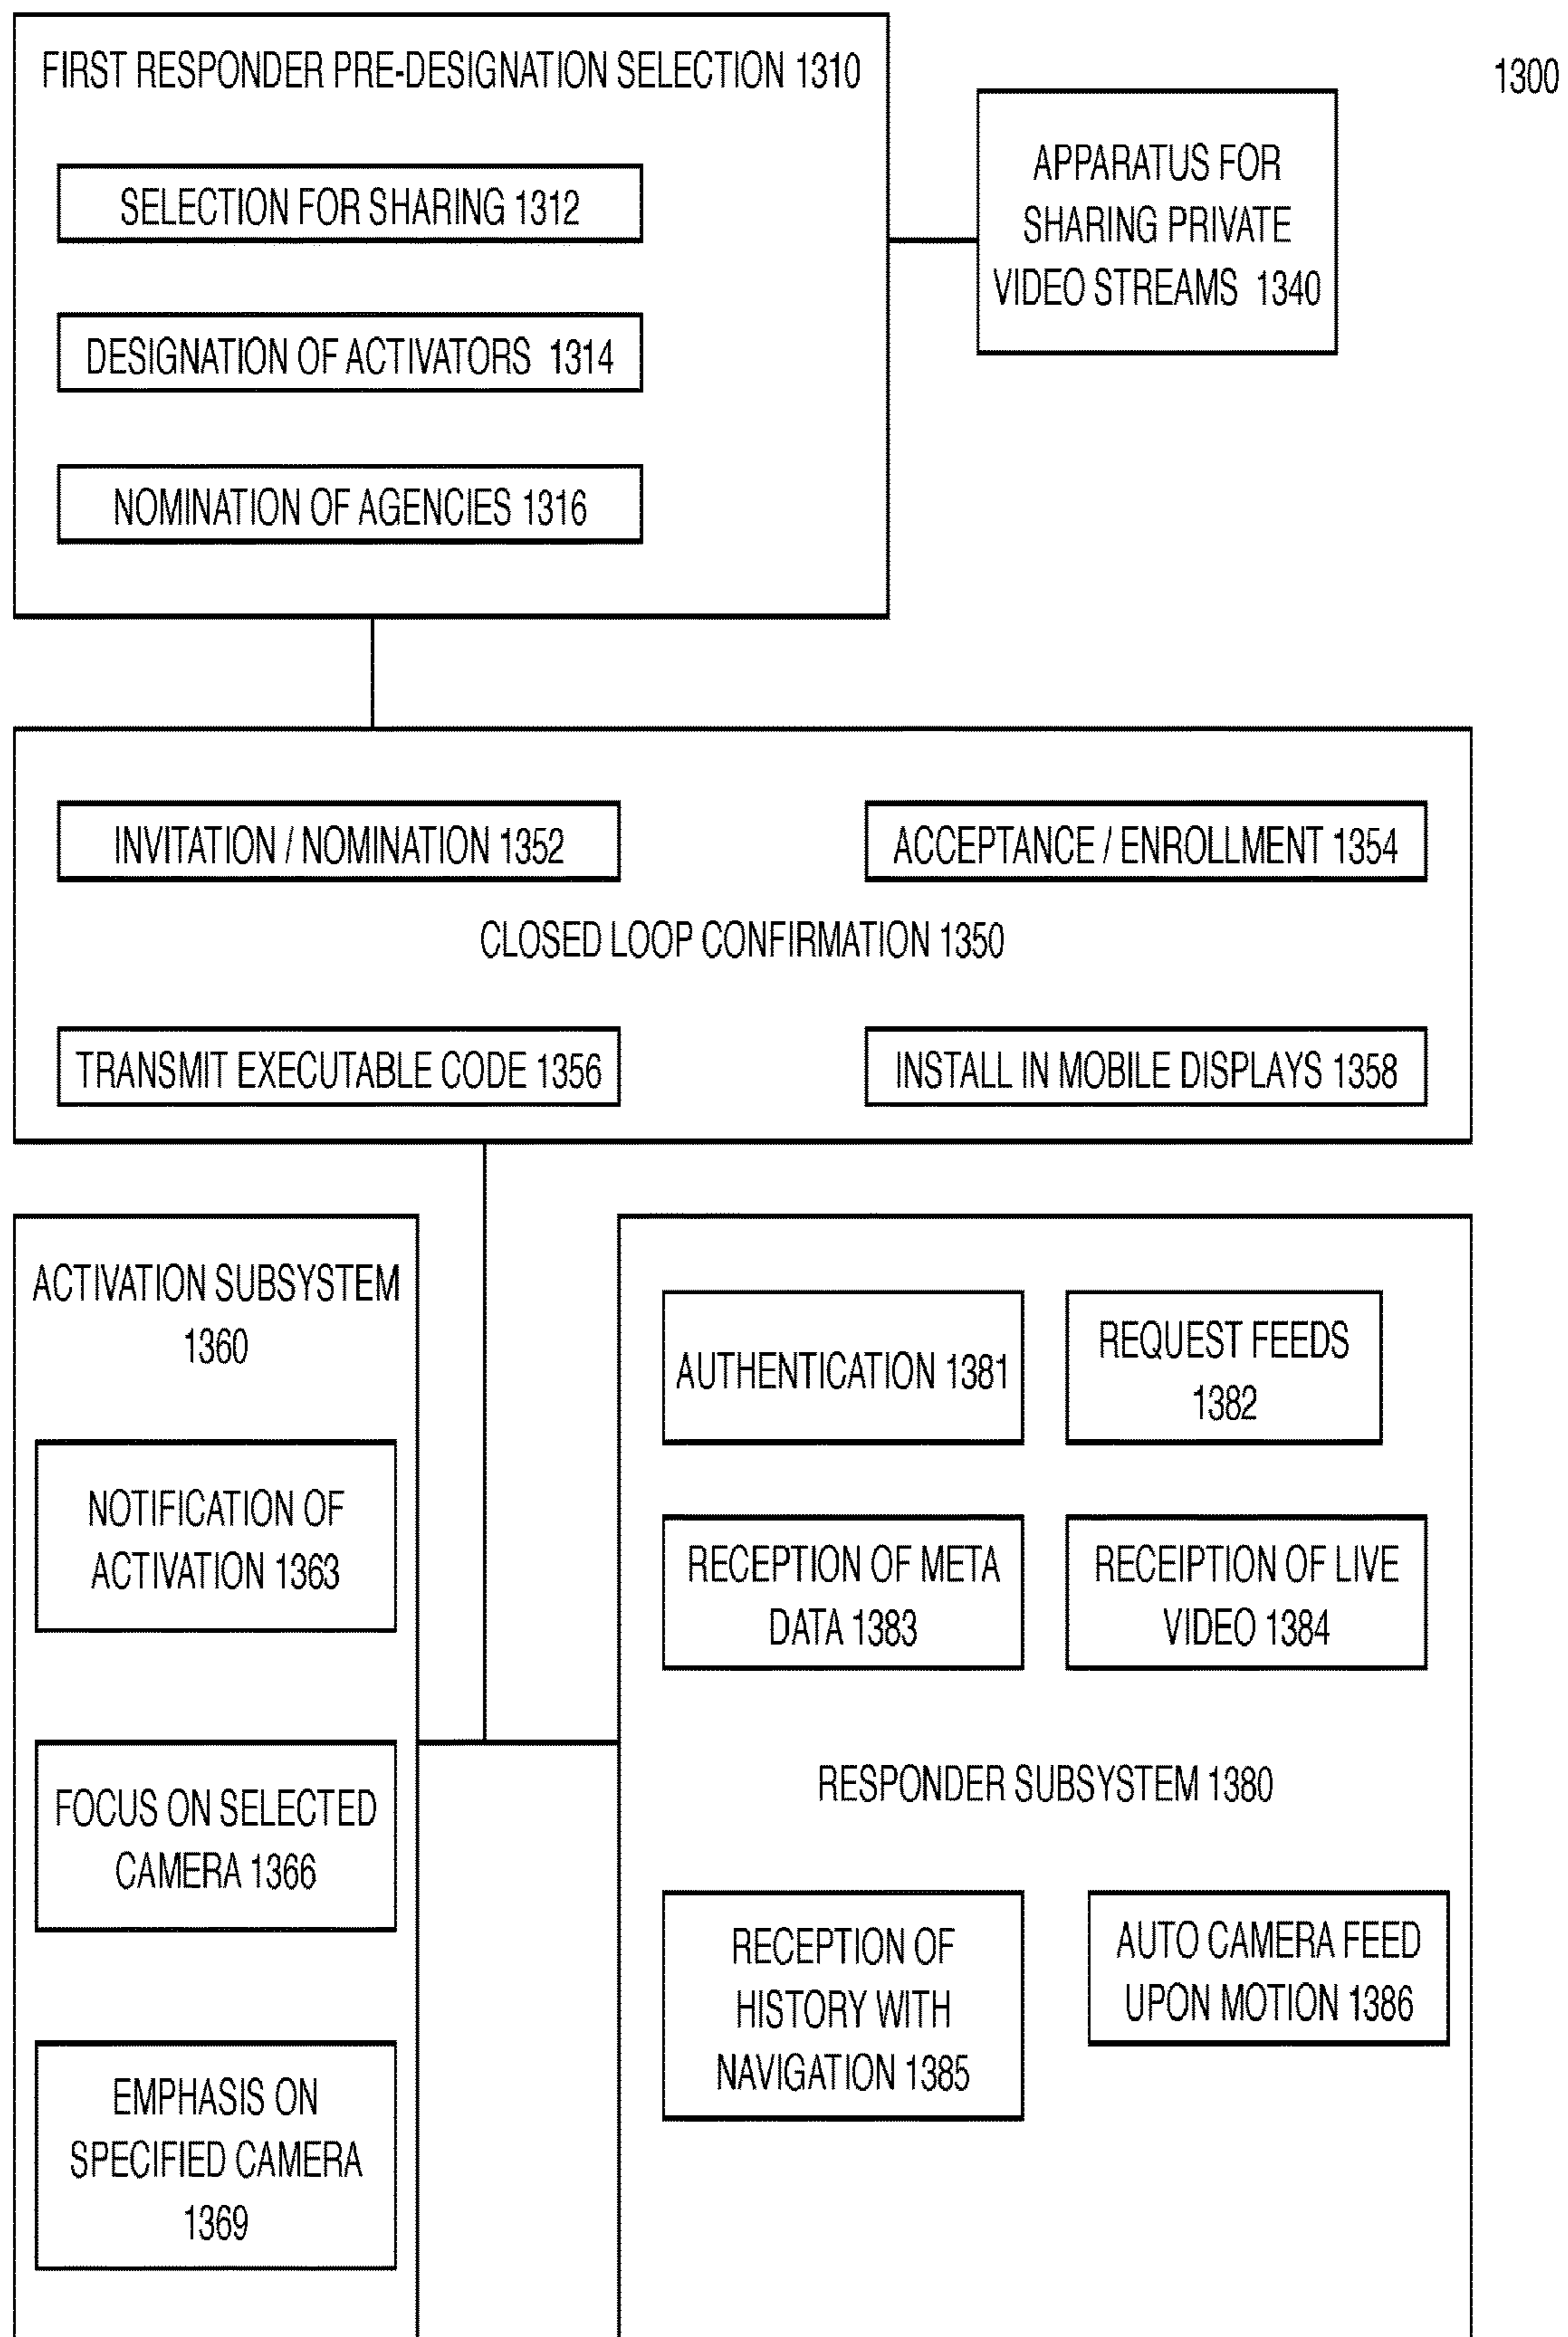 FIRST RESPONDER PRE-DESIGNATION SELECTION 1310
1300
SELECTION FOR SHARING 1312
DESIGNATION OF ACTIVATORS 1314
NOMINATION OF AGENCIES 1316
APPARATUS FOR
SHARING PRIVATE
VIDEO STREAMS 1340
INVITATION / NOMINATION 1352
ACCEPTANCE / ENROLLMENT 1354
CLOSED LOOP CONFIRMATION 1350
TRANSMIT EXECUTABLE CODE 1356
INSTALL IN MOBILE DISPLAYS 1358
ACTIVATION SUBSYSTEM
1360
NOTIFICATION OF
ACTIVATION 1363
FOCUS ON SELECTED
CAMERA 1366
EMPHASIS ON
SPECIFIED CAMERA
1369
AUTHENTICATION 1381
REQUEST FEEDS
1382
RECEPTION OF META
DATA 1383
RECEIPTION OF LIVE
VIDEO 1384
RESPONDER SUBSYSTEM 1380
RECEPTION OF
HISTORY WITH
NAVIGATION 1385
AUTO CAMERA FEED
UPON MOTION 1386